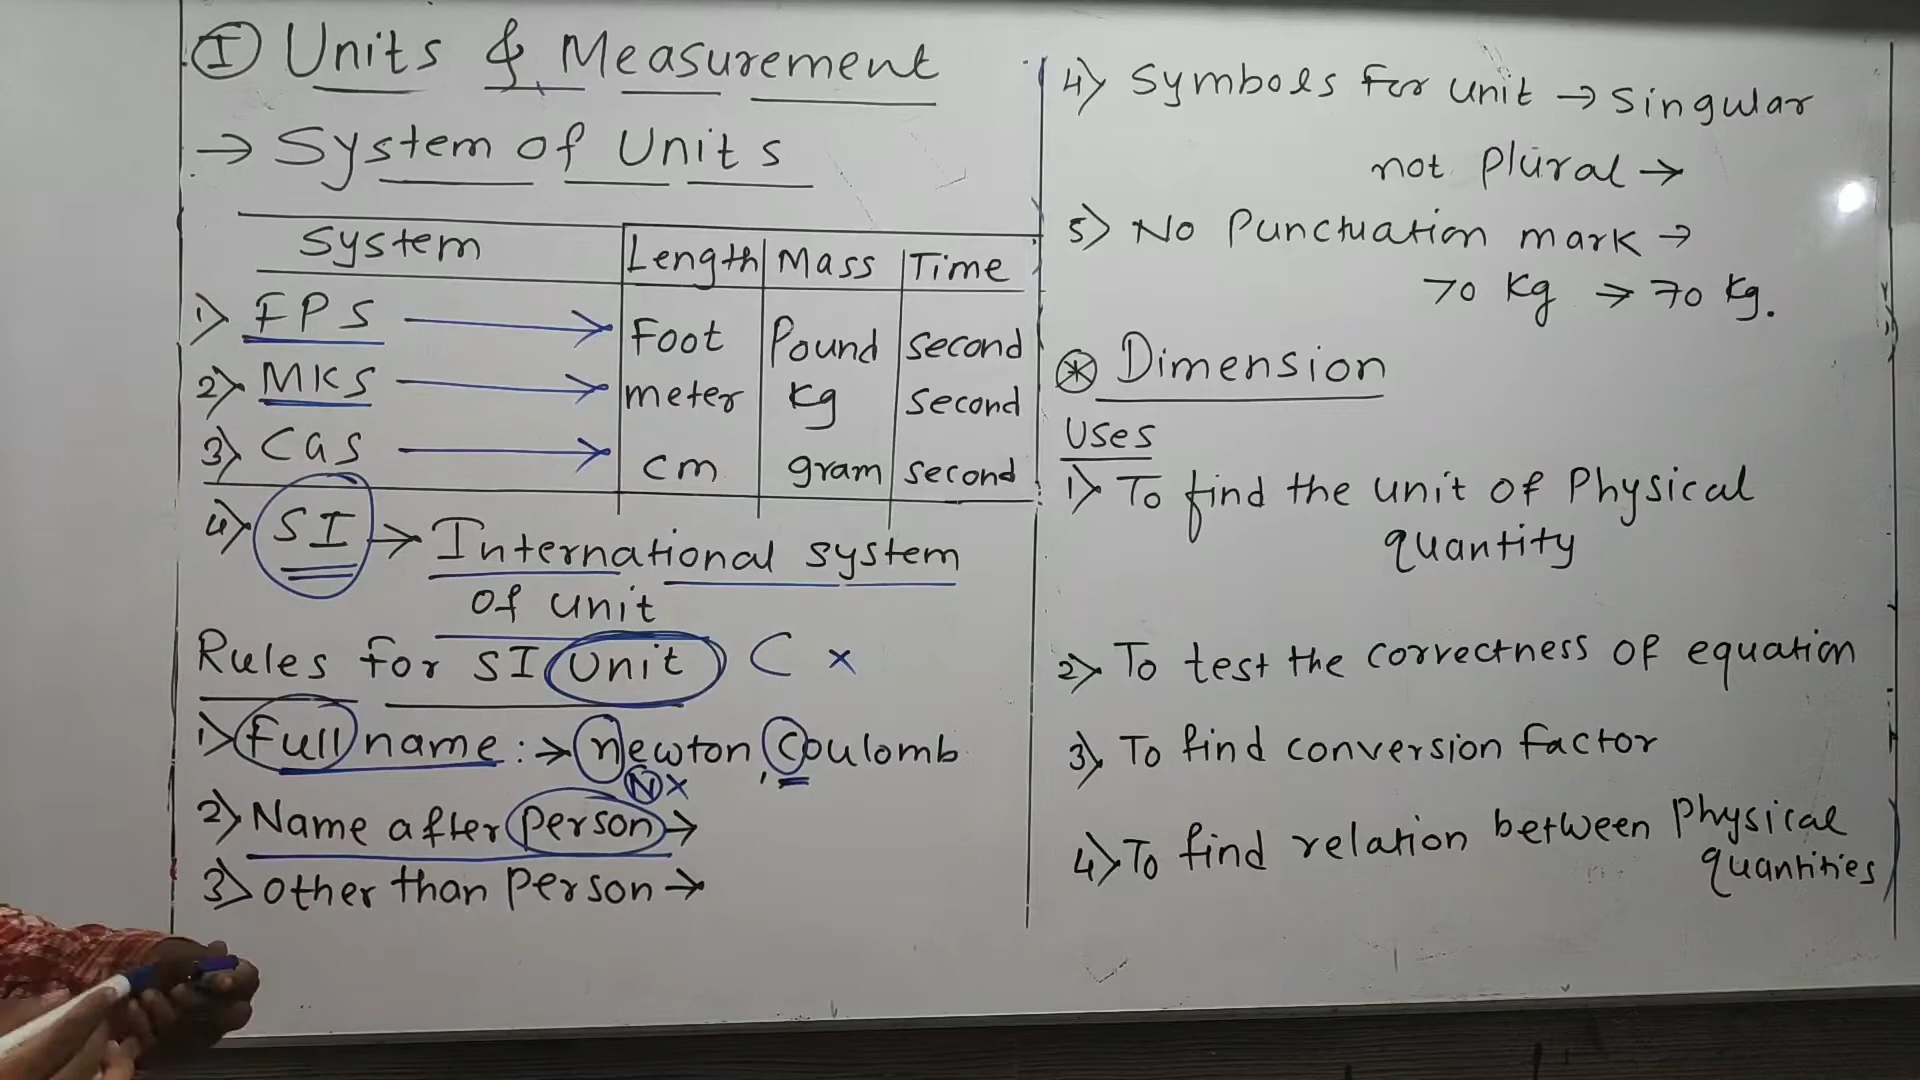 I Units & Measurement
→ System of Units
System Length Mass Time
1) FPS → Foot Pound second
2) MKS → meter Kg second
3) CGS → cm gram second
4) SI → International system
of unit
Rules for SI Unit C x
1) Full name :→ newton, Coulomb
N x
2) Name after person →
3) other than person →
4) Symbols for unit → Singular
not Plural →
5) No Punctuation mark →
70 Kg → 70 Kg.
* Dimension
Uses
1) To find the unit of Physical
quantity
2) To test the correctness of equation
3) To find conversion factor
4) To find relation between Physical
quantities